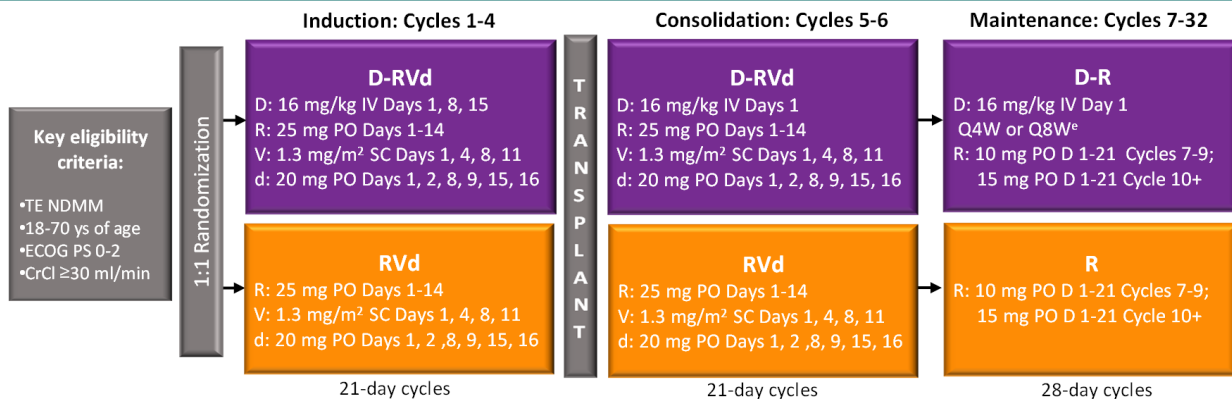 Induction: Cycles 1-4
Consolidation: Cycles 5-6
Maintenance: Cycles 7-32
Key eligibility
criteria:
•TE NDMM
•18-70 ys of age
•ECOG PS 0-2
•CrCl ≥30 ml/min
1:1 Randomization
D-RVd
D: 16 mg/kg IV Days 1, 8, 15
R: 25 mg PO Days 1-14
V: 1.3 mg/m² SC Days 1, 4, 8, 11
d: 20 mg PO Days 1, 2, 8, 9, 15, 16
RVd
R: 25 mg PO Days 1-14
V: 1.3 mg/m² SC Days 1, 4, 8, 11
d: 20 mg PO Days 1, 2 ,8, 9, 15, 16
21-day cycles
TRANSPLANT
D-RVd
D: 16 mg/kg IV Days 1
R: 25 mg PO Days 1-14
V: 1.3 mg/m² SC Days 1, 4, 8, 11
d: 20 mg PO Days 1, 2, 8, 9, 15, 16
RVd
R: 25 mg PO Days 1-14
V: 1.3 mg/m² SC Days 1, 4, 8, 11
d: 20 mg PO Days 1, 2 ,8, 9, 15, 16
21-day cycles
D-R
D: 16 mg/kg IV Day 1
Q4W or Q8Wᵉ
R: 10 mg PO D 1-21 Cycles 7-9;
15 mg PO D 1-21 Cycle 10+
R
R: 10 mg PO D 1-21 Cycles 7-9;
15 mg PO D 1-21 Cycle 10+
28-day cycles